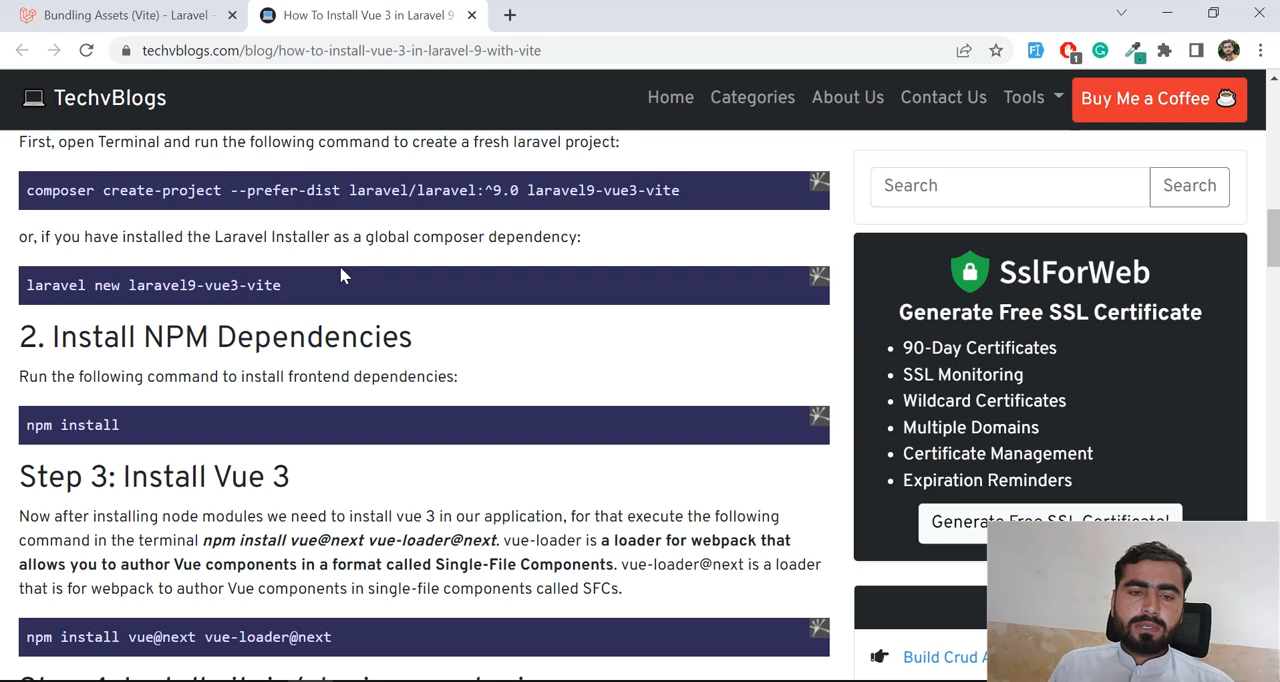 Bundling Assets (Vite) - Laravel -
How To Install Vue 3 in Laravel 9
techvblogs.com/blog/how-to-install-vue-3-in-laravel-9-with-vite
1
TechvBlogs
Home Categories About Us Contact Us Tools Buy Me a Coffee
First, open Terminal and run the following command to create a fresh laravel project:
composer create-project --prefer-dist laravel/laravel:^9.0 laravel9-vue3-vite
or, if you have installed the Laravel Installer as a global composer dependency:
laravel new laravel9-vue3-vite
2. Install NPM Dependencies
Run the following command to install frontend dependencies:
npm install
Step 3: Install Vue 3
Now after installing node modules we need to install vue 3 in our application, for that execute the following
command in the terminal npm install vue@next vue-loader@next. vue-loader is a loader for webpack that
allows you to author Vue components in a format called Single-File Components. vue-loader@next is a loader
that is for webpack to author Vue components in single-file components called SFCs.
npm install vue@next vue-loader@next
Search Search
SslForWeb
Generate Free SSL Certificate
• 90-Day Certificates
• SSL Monitoring
• Wildcard Certificates
• Multiple Domains
• Certificate Management
• Expiration Reminders
Generate Free SSL Certificate!
Build Crud A